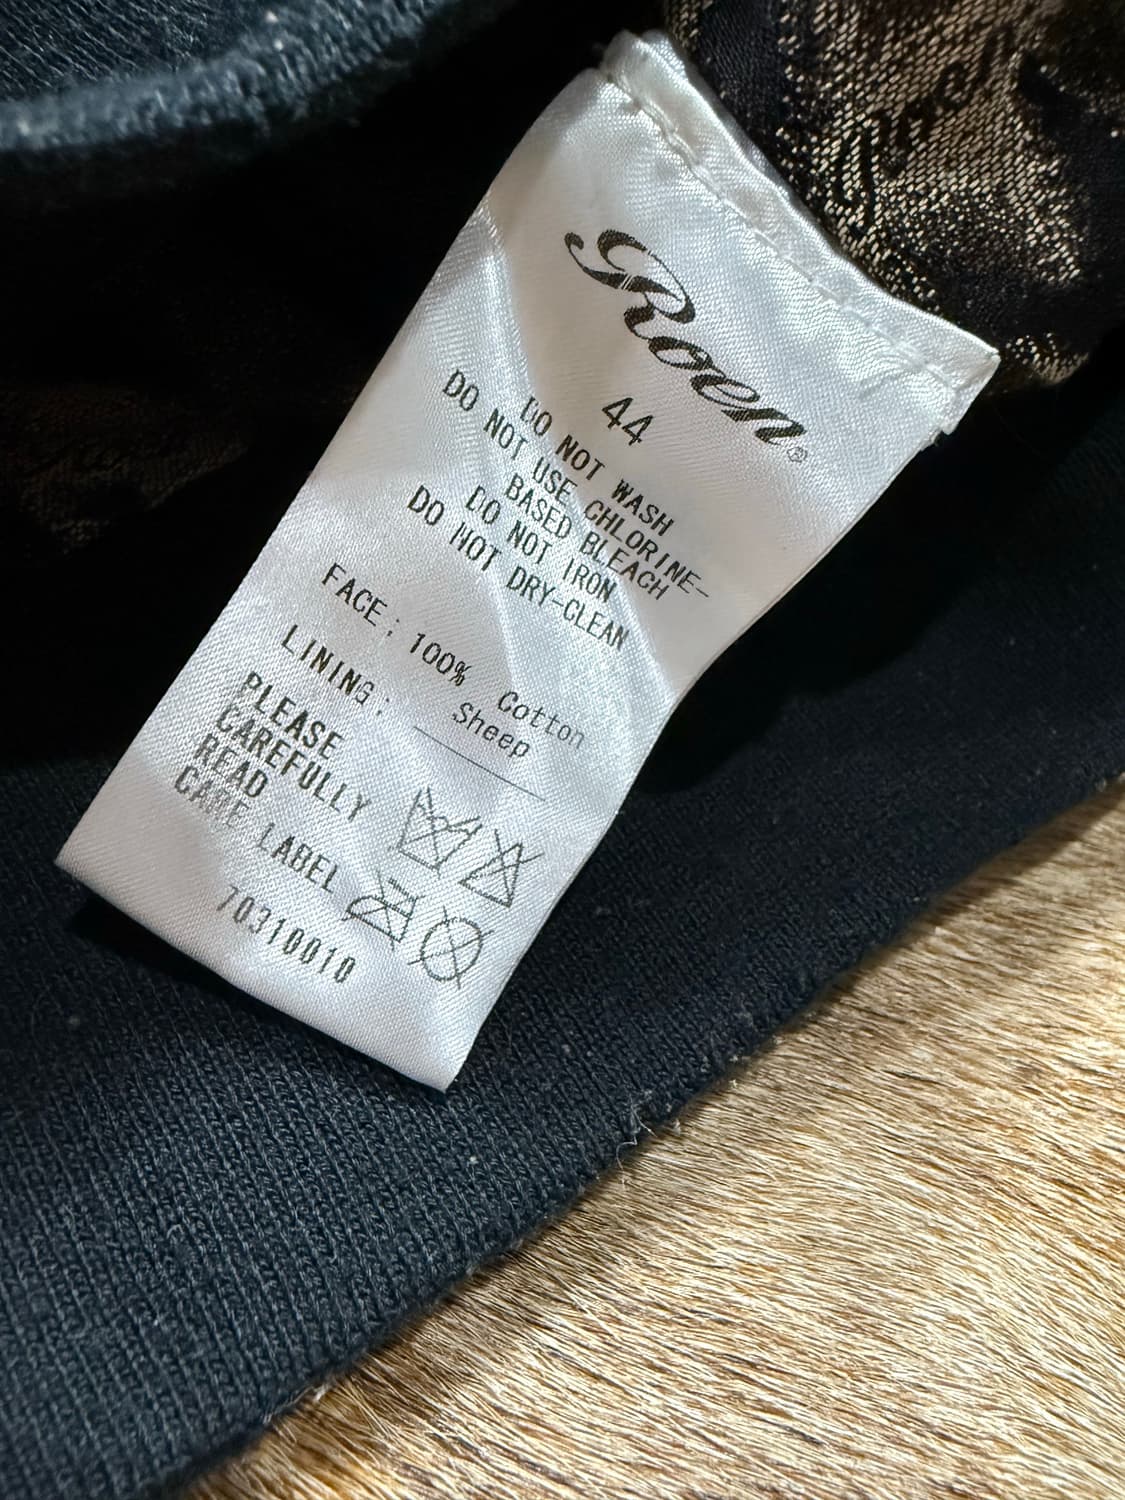 Roen®
44
DO NOT WASH
DO NOT USE CHLORINE-
BASED BLEACH
DO NOT IRON
DO NOT DRY-CLEAN
FACE: 100% Cotton
Sheep
LINING:
PLEASE
CAREFULLY
READ
CARE LABEL
70310010